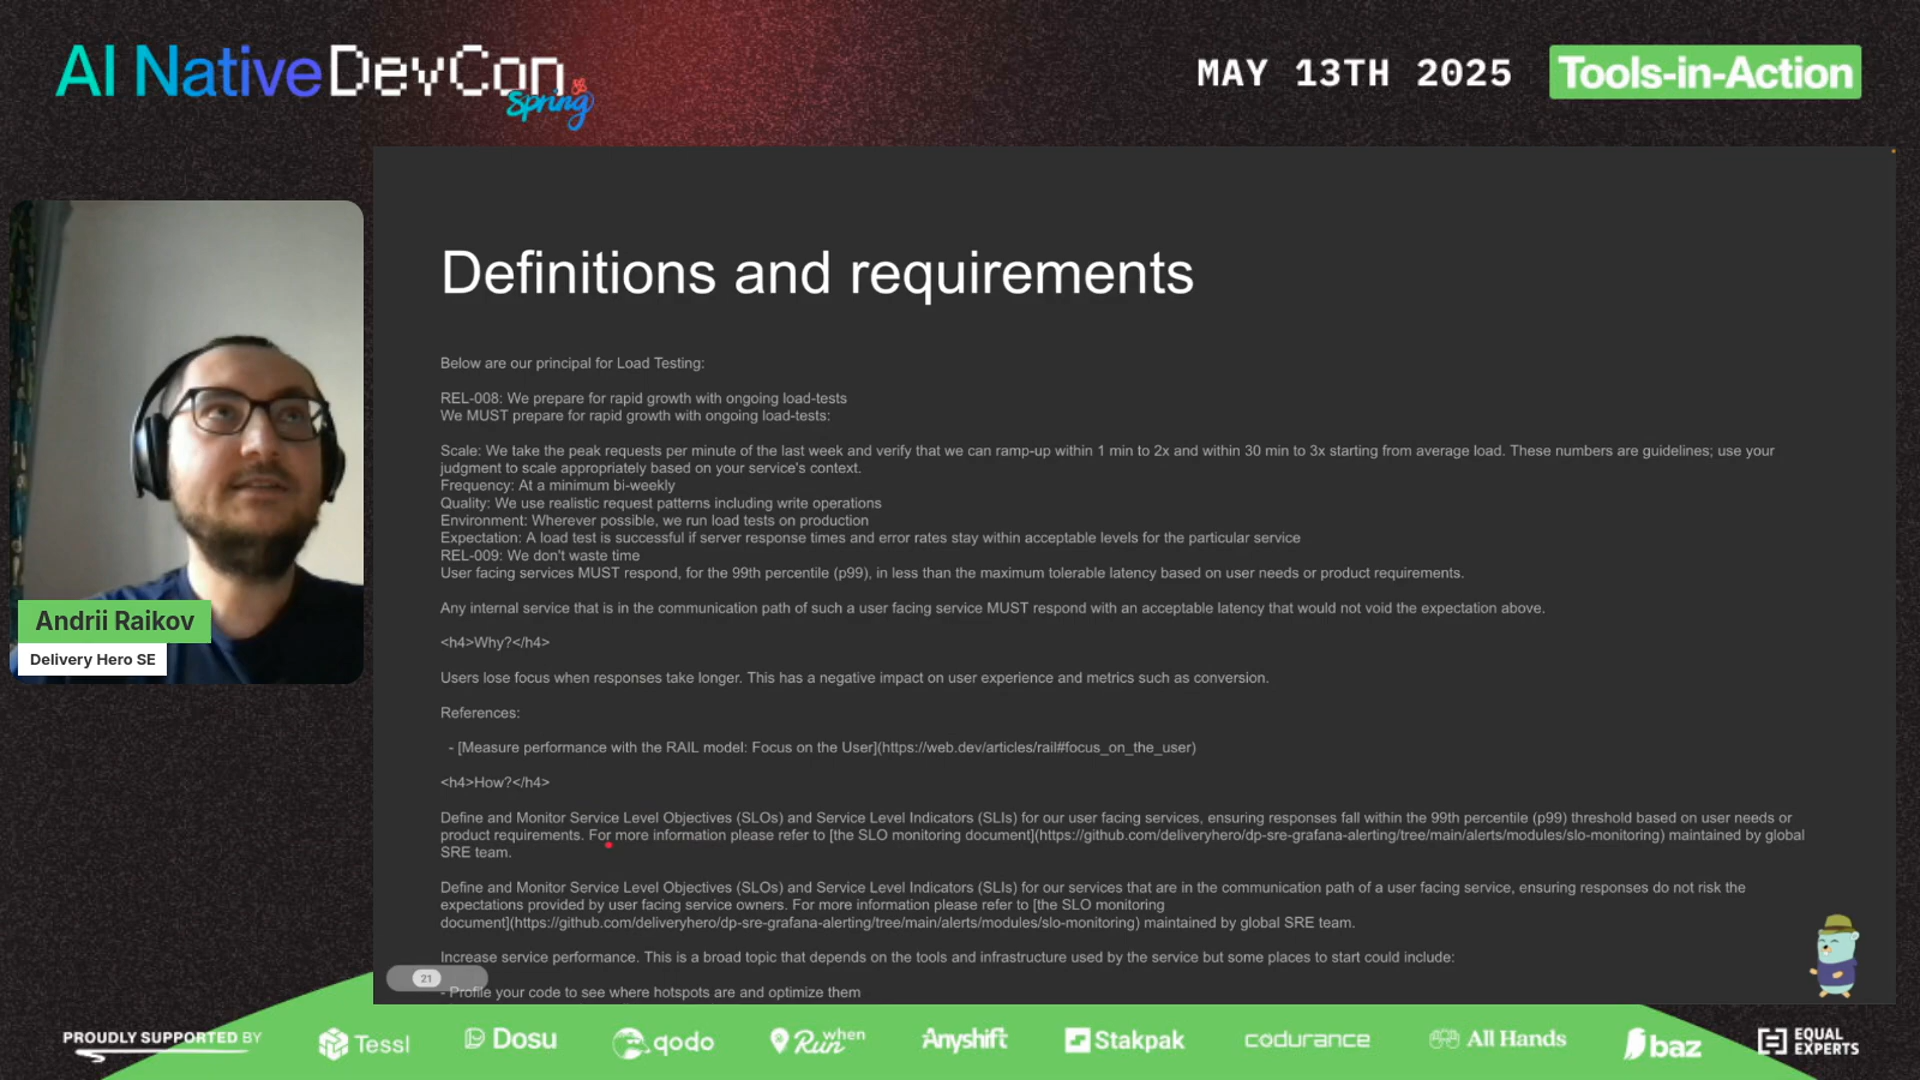 AI Native DevCon
Spring
MAY 13TH 2025
Tools-in-Action
Definitions and requirements
Below are our principal for Load Testing:
REL-008: We prepare for rapid growth with ongoing load-tests
We MUST prepare for rapid growth with ongoing load-tests:
Scale: We take the peak requests per minute of the last week and verify that we can ramp-up within 1 min to 2x and within 30 min to 3x starting from average load. These numbers are guidelines; use your
judgment to scale appropriately based on your service's context.
Frequency: At a minimum bi-weekly
Quality: We use realistic request patterns including write operations
Environment: Wherever possible, we run load tests on production
Expectation: A load test is successful if server response times and error rates stay within acceptable levels for the particular service
REL-009: We don't waste time
User facing services MUST respond, for the 99th percentile (p99), in less than the maximum tolerable latency based on user needs or product requirements.
Any internal service that is in the communication path of such a user facing service MUST respond with an acceptable latency that would not void the expectation above.
<h4>Why?</h4>
Users lose focus when responses take longer. This has a negative impact on user experience and metrics such as conversion.
References:
- [Measure performance with the RAIL model: Focus on the User](https://web.dev/articles/rail#focus_on_the_user)
<h4>How?</h4>
Define and Monitor Service Level Objectives (SLOs) and Service Level Indicators (SLIs) for our user facing services, ensuring responses fall within the 99th percentile (p99) threshold based on user needs or
product requirements. For more information please refer to [the SLO monitoring document](https://github.com/deliveryhero/dp-sre-grafana-alerting/tree/main/alerts/modules/slo-monitoring) maintained by global
SRE team.
Define and Monitor Service Level Objectives (SLOs) and Service Level Indicators (SLIs) for our services that are in the communication path of a user facing service, ensuring responses do not risk the
expectations provided by user facing service owners. For more information please refer to [the SLO monitoring
document](https://github.com/deliveryhero/dp-sre-grafana-alerting/tree/main/alerts/modules/slo-monitoring) maintained by global SRE team.
Increase service performance. This is a broad topic that depends on the tools and infrastructure used by the service but some places to start could include:
- Profile your code to see where hotspots are and optimize them
21
Andrii Raikov
Delivery Hero SE
PROUDLY SUPPORTED BY
Tessl
Dosu
qodo
RunWhen
Anyshift
Stakpak
codurance
All Hands
baz
EQUAL
EXPERTS